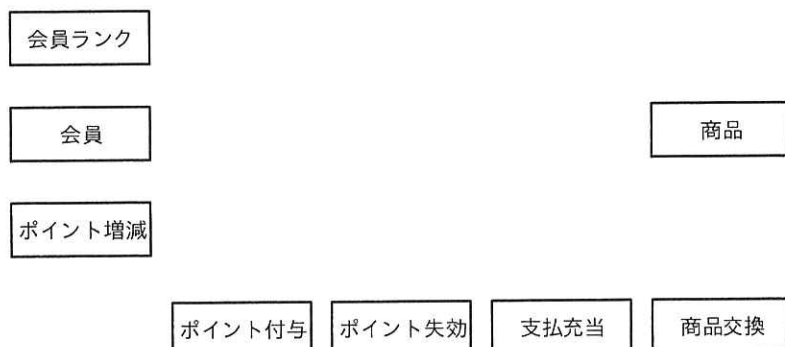 会員ランク
会員
商品
ポイント増減
ポイント付与
ポイント失効
支払充当
商品交換